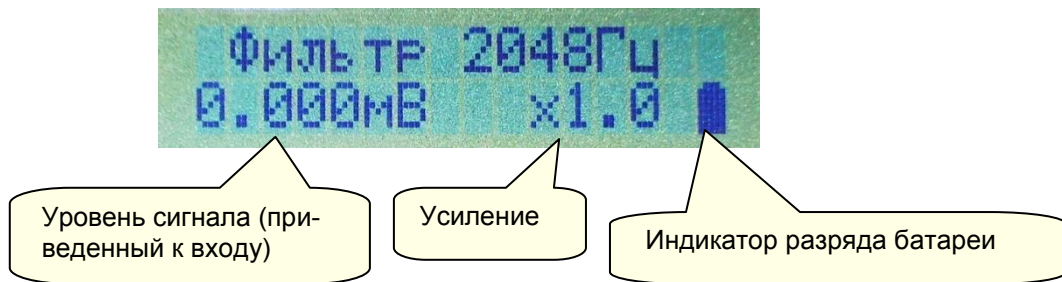 Фильтр 2048Гц
0.000мВ x1.0
Уровень сигнала (при-
веденный к входу)
Усиление
Индикатор разряда батареи